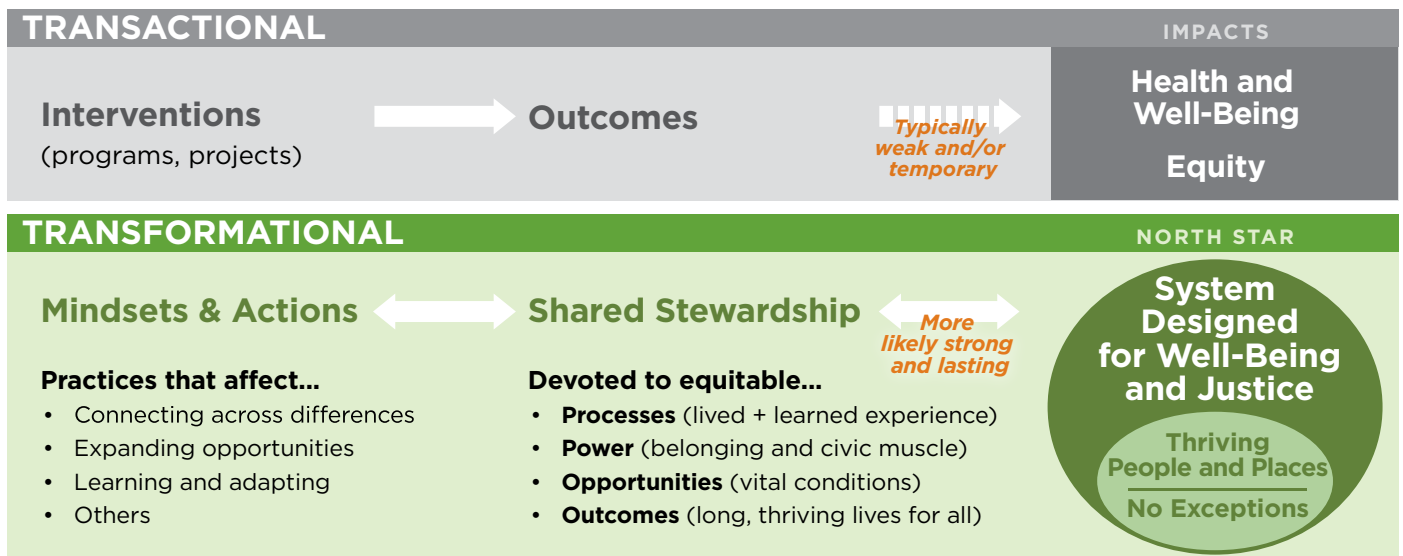 TRANSACTIONAL
IMPACTS
Interventions
(programs, projects)
Outcomes
Typically
weak and/or
temporary
Health and
Well-Being
Equity
TRANSFORMATIONAL
NORTH STAR
Mindsets & Actions
Practices that affect...
• Connecting across differences
• Expanding opportunities
• Learning and adapting
• Others
Shared Stewardship
Devoted to equitable...
• Processes (lived + learned experience)
• Power (belonging and civic muscle)
• Opportunities (vital conditions)
• Outcomes (long, thriving lives for all)
More
likely strong
and lasting
System
Designed
for Well-Being
and Justice
Thriving
People and Places
No Exceptions